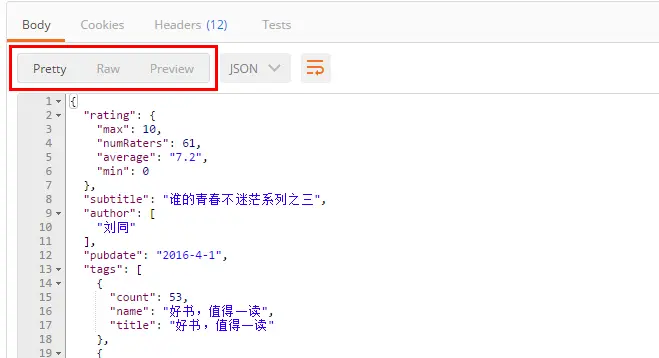 Body Cookies Headers (12) Tests
Pretty Raw Preview JSON
1 {
2 "rating": {
3 "max": 10,
4 "numRaters": 61,
5 "average": "7.2",
6 "min": 0
7 },
8 "subtitle": "谁的青春不迷茫系列之三",
9 "author": [
10 "刘同"
11 ],
12 "pubdate": "2016-4-1",
13 "tags": [
14 {
15 "count": 53,
16 "name": "好书，值得一读"
17 "title": "好书，值得一读"
18 },
19 {